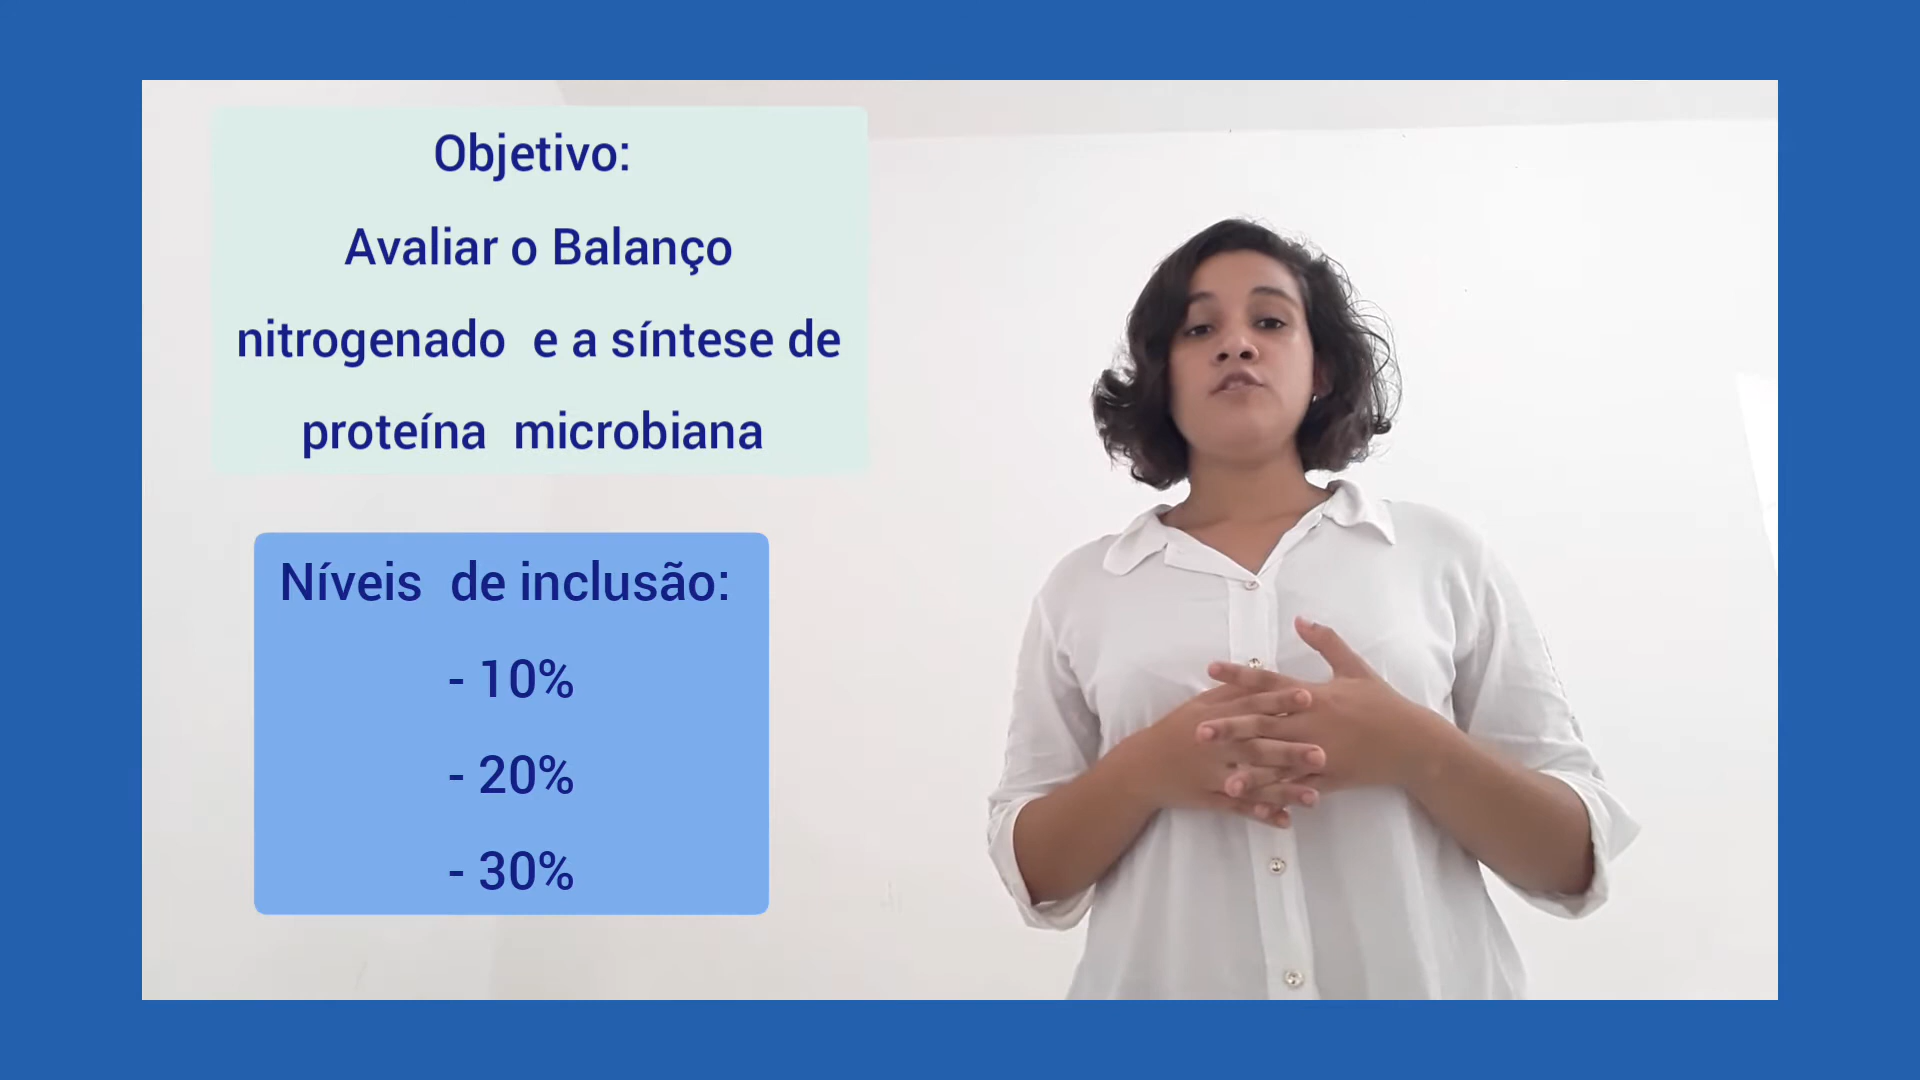 Objetivo:
Avaliar o Balanço
nitrogenado e a síntese de
proteína microbiana
Níveis de inclusão:
- 10%
- 20%
- 30%